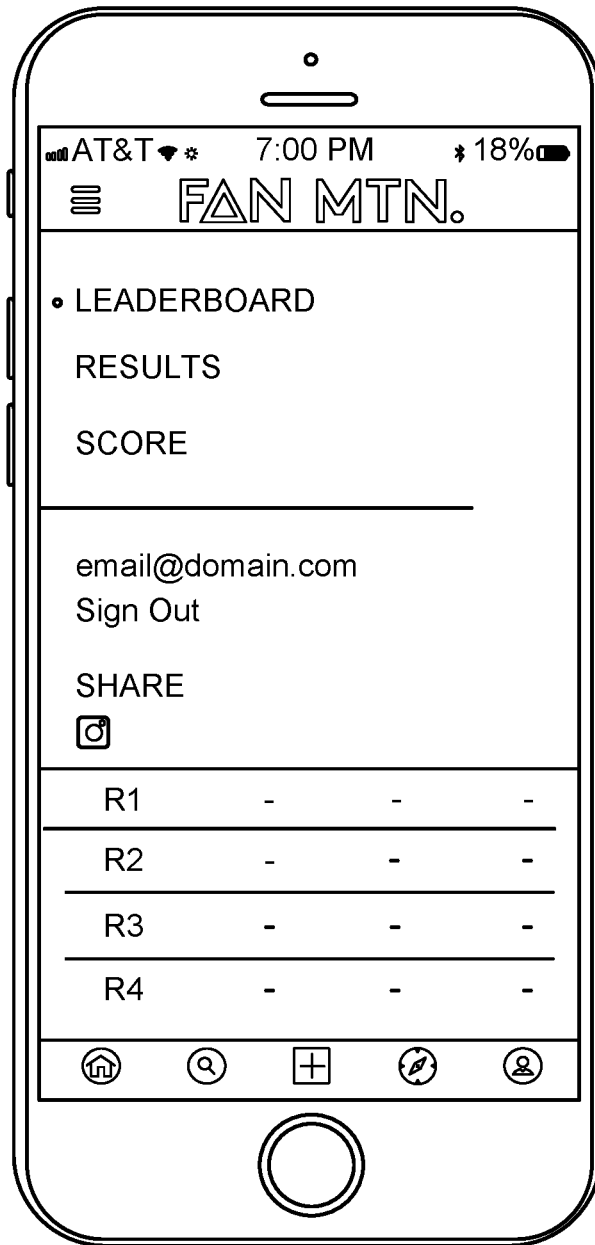 AT&T 7:00 PM 18%
FAN MTN.
LEADERBOARD
RESULTS
SCORE
email@domain.com
Sign Out
SHARE
R1 - - -
R2 - - -
R3 - - -
R4 - - -